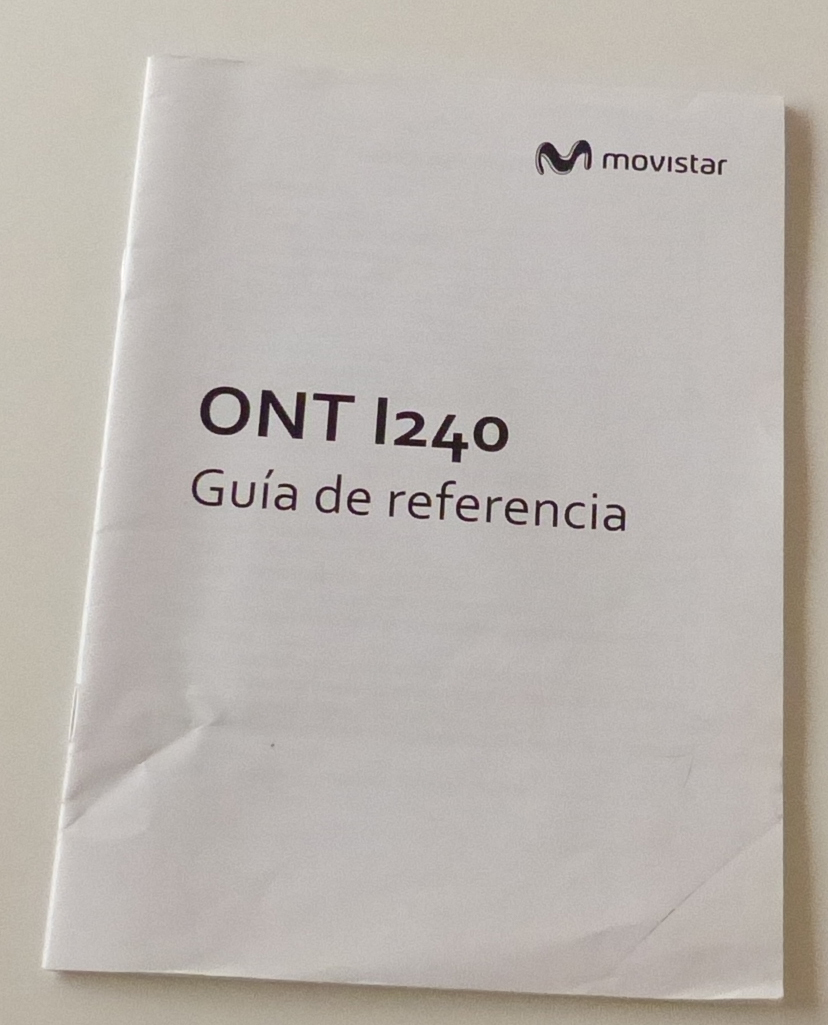 movistar
ONT I240
Guía de referencia